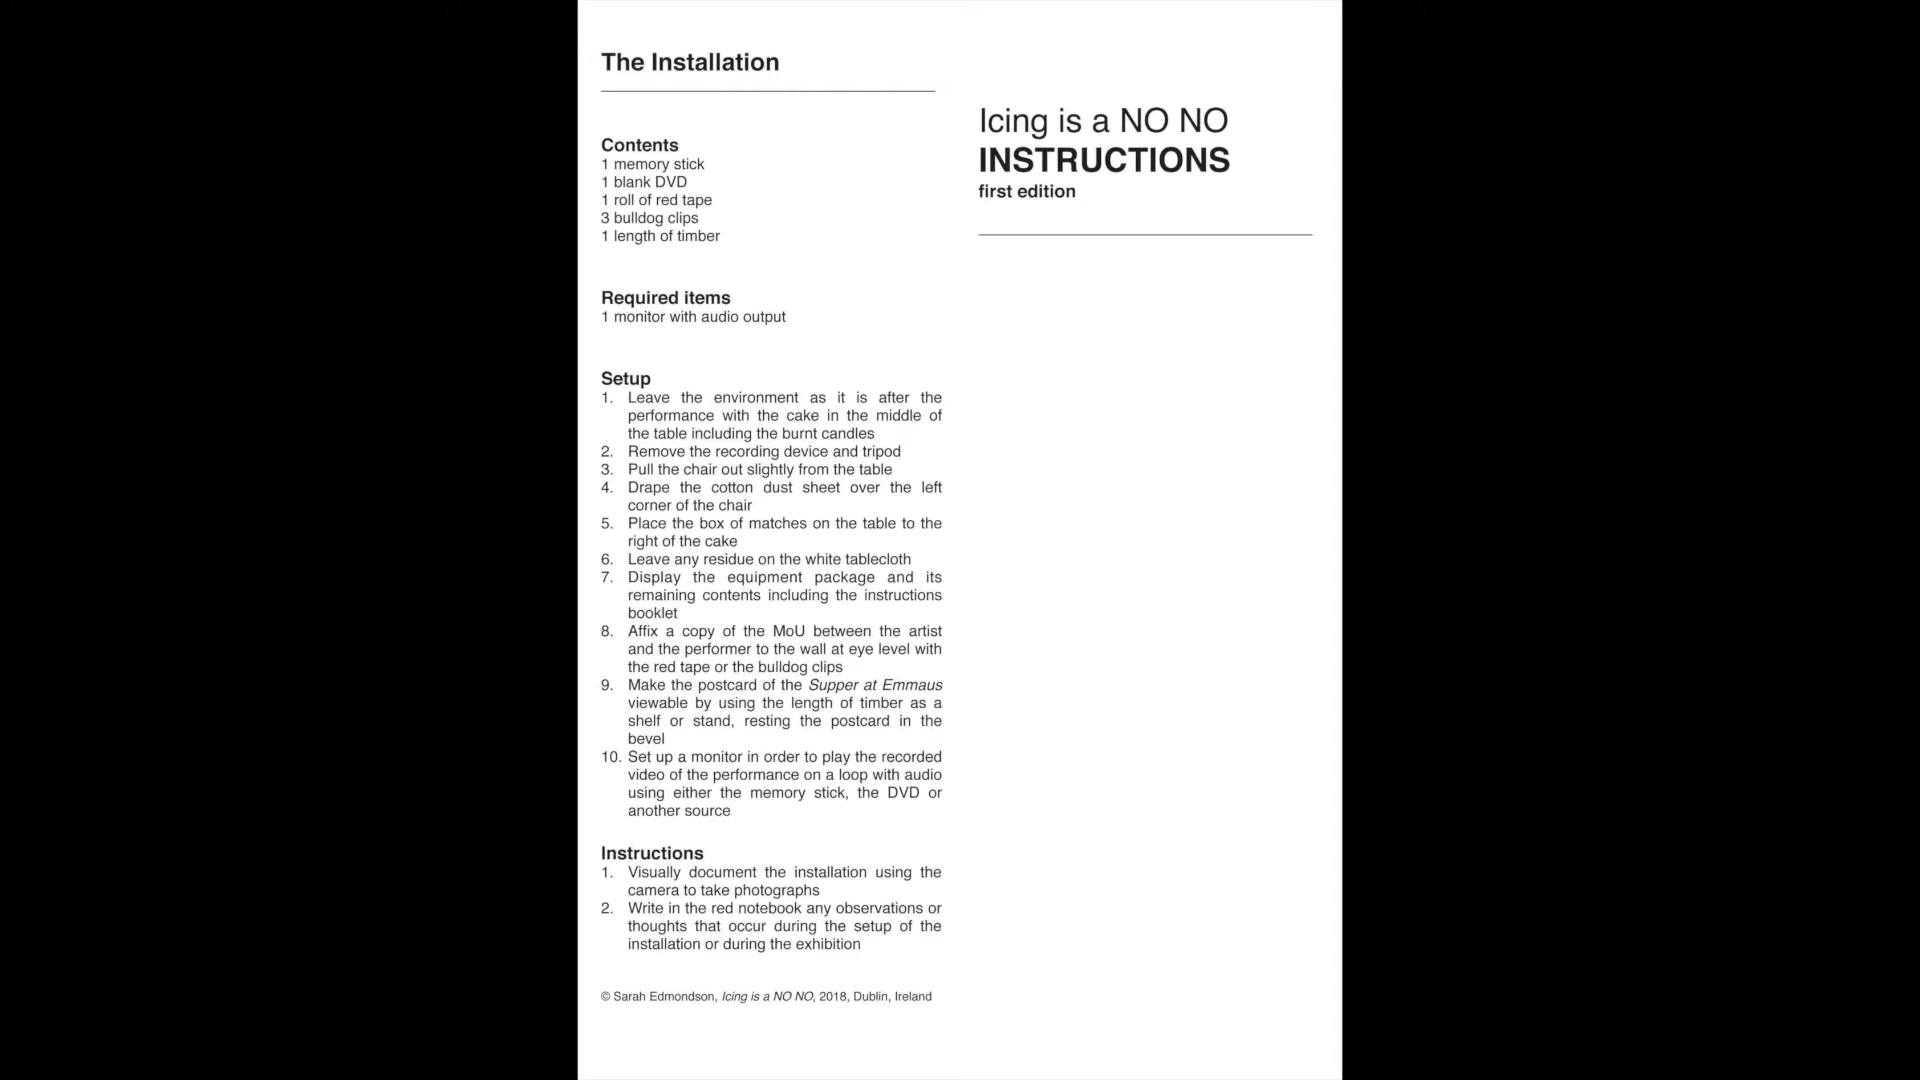 The Installation
Contents
1 memory stick
1 blank DVD
1 roll of red tape
3 bulldog clips
1 length of timber
Required items
1 monitor with audio output
Setup
1. Leave the environment as it is after the
performance with the cake in the middle of
the table including the burnt candles
2. Remove the recording device and tripod
3. Pull the chair out slightly from the table
4. Drape the cotton dust sheet over the left
corner of the chair
5. Place the box of matches on the table to the
right of the cake
6. Leave any residue on the white tablecloth
7. Display the equipment package and its
remaining contents including the instructions
booklet
8. Affix a copy of the MoU between the artist
and the performer to the wall at eye level with
the red tape or the bulldog clips
9. Make the postcard of the Supper at Emmaus
viewable by using the length of timber as a
shelf or stand, resting the postcard in the
bevel
10. Set up a monitor in order to play the recorded
video of the performance on a loop with audio
using either the memory stick, the DVD or
another source
Instructions
1. Visually document the installation using the
camera to take photographs
2. Write in the red notebook any observations or
thoughts that occur during the setup of the
installation or during the exhibition
© Sarah Edmondson, Icing is a NO NO, 2018, Dublin, Ireland
Icing is a NO NO
INSTRUCTIONS
first edition